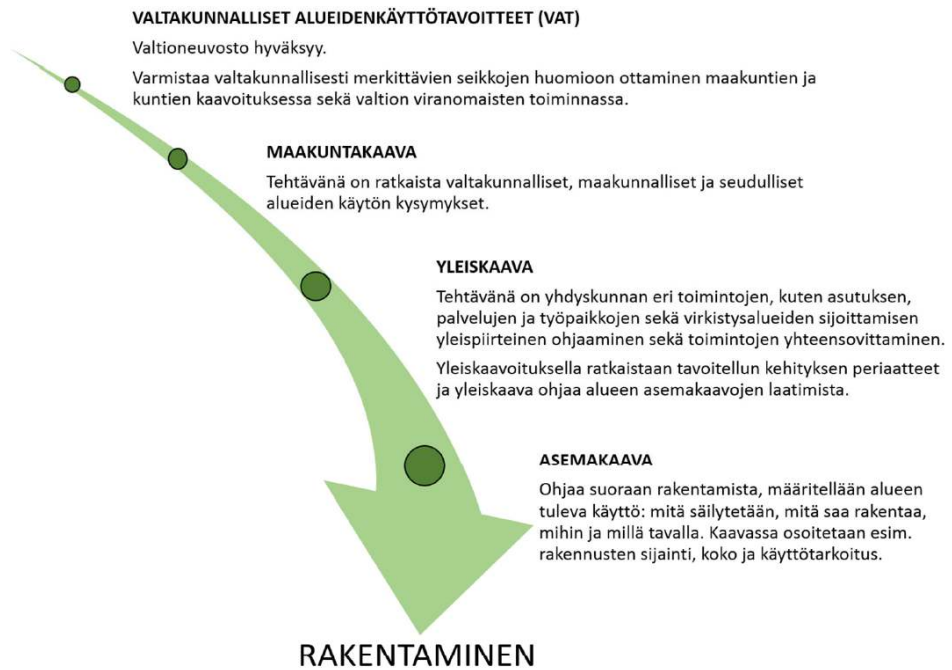 VALTAKUNNALLISET ALUEIDENKÄYTTÖTAVOITTEET (VAT)
Valtioneuvosto hyväksyy.
Varmistaa valtakunnallisesti merkittävien seikkojen huomioon ottaminen maakuntien ja
kuntien kaavoituksessa sekä valtion viranomaisten toiminnassa.
MAAKUNTAKAAVA
Tehtävänä on ratkaista valtakunnalliset, maakunnalliset ja seudulliset
alueiden käytön kysymykset.
YLEISKAAVA
Tehtävänä on yhdyskunnan eri toimintojen, kuten asutuksen,
palvelujen ja työpaikkojen sekä virkistysalueiden sijoittamisen
yleispiirteinen ohjaaminen sekä toimintojen yhteensovittaminen.
Yleiskaavoituksella ratkaistaan tavoitellun kehityksen periaatteet
ja yleiskaava ohjaa alueen asemakaavojen laatimista.
ASEMAKAAVA
Ohjaa suoraan rakentamista, määritellään alueen
tuleva käyttö: mitä säilytetään, mitä saa rakentaa,
mihin ja millä tavalla. Kaavassa osoitetaan esim.
rakennusten sijainti, koko ja käyttötarkoitus.
RAKENTAMINEN